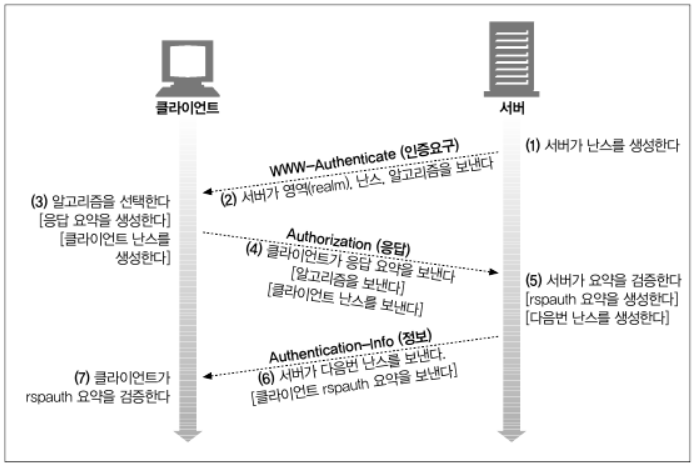 클라이언트
서버
(1) 서버가 난스를 생성한다
WWW-Authenticate (인증요구)
(2) 서버가 영역(realm), 난스, 알고리즘을 보낸다
(3) 알고리즘을 선택한다
[응답 요약을 생성한다]
[클라이언트 난스를
생성한다]
Authorization (응답)
(4) 클라이언트가 응답 요약을 보낸다
[알고리즘을 보낸다]
[클라이언트 난스를 보낸다]
(5) 서버가 요약을 검증한다
[rspauth 요약을 생성한다]
[다음번 난스를 생성한다]
Authentication-Info (정보)
(6) 서버가 다음번 난스를 보낸다.
[클라이언트 rspauth 요약을 보낸다]
(7) 클라이언트가
rspauth 요약을 검증한다